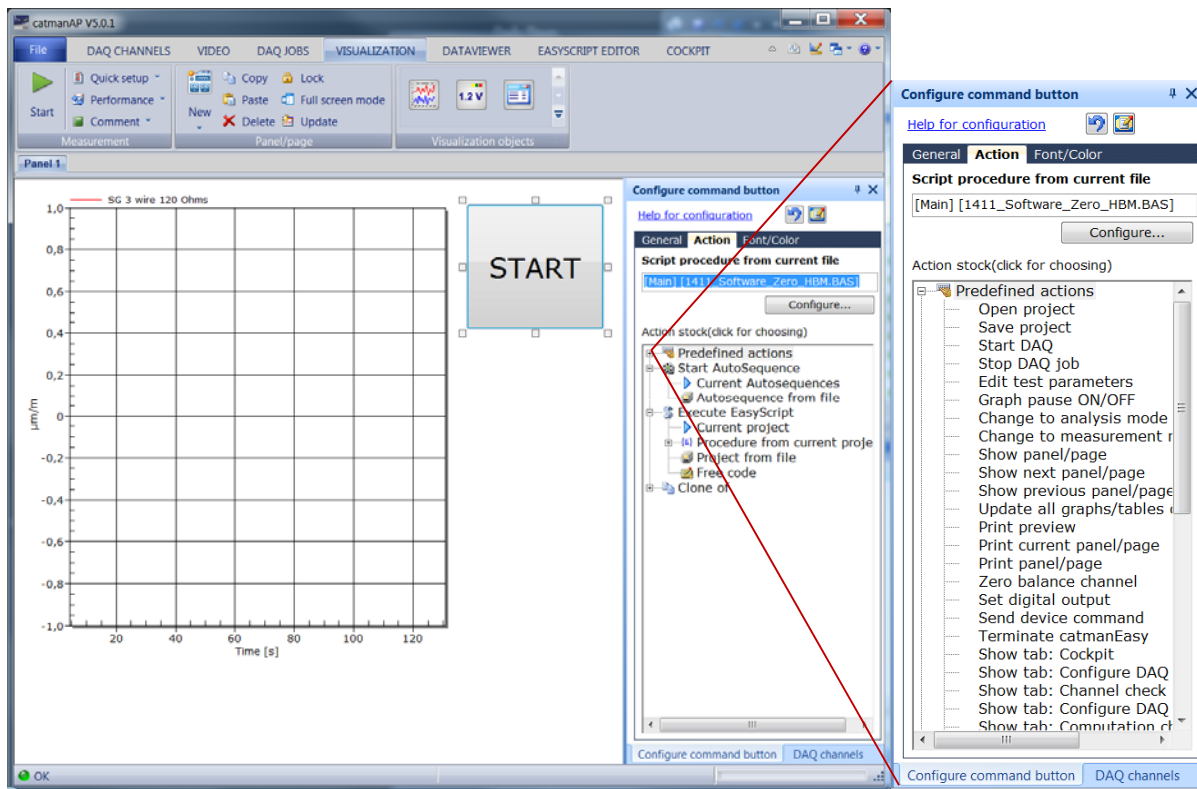 catmanAP V5.0.1
File DAQ CHANNELS VIDEO DAQ JOBS VISUALIZATION DATAVIEWER EASYSCRIPT EDITOR COCKPIT
Start
Quick setup
Performance
Comment
Measurement
New
Copy Lock
Paste Full screen mode
Delete Update
Panel/page
1.2 V
Visualization objects
Panel 1
SG 3 wire 120 Ohms
1,0
0,8
0,6
0,4
0,2
0
-0,2
-0,4
-0,6
-0,8
-1,0
µm/m
20 40 60 80 100 120
Time [s]
START
Configure command button
Help for configuration
General Action Font/Color
Script procedure from current file
[Main] [1411_Software_Zero_HBM.BAS]
Configure...
Action stock(click for choosing)
Predefined actions
Start AutoSequence
Current Autosequences
Autosequence from file
Execute EasyScript
Current project
Procedure from current proje
Project from file
Free code
Clone of
Configure command button DAQ channels
OK
Configure command button
Help for configuration
General Action Font/Color
Script procedure from current file
[Main] [1411_Software_Zero_HBM.BAS]
Configure...
Action stock(click for choosing)
Predefined actions
Open project
Save project
Start DAQ
Stop DAQ job
Edit test parameters
Graph pause ON/OFF
Change to analysis mode
Change to measurement r
Show panel/page
Show next panel/page
Show previous panel/page
Update all graphs/tables
Print preview
Print current panel/page
Print panel/page
Zero balance channel
Set digital output
Send device command
Terminate catmanEasy
Show tab: Cockpit
Show tab: Configure DAQ
Show tab: Channel check
Show tab: Configure DAQ
Show tab: Computation ch
Configure command button DAQ channels